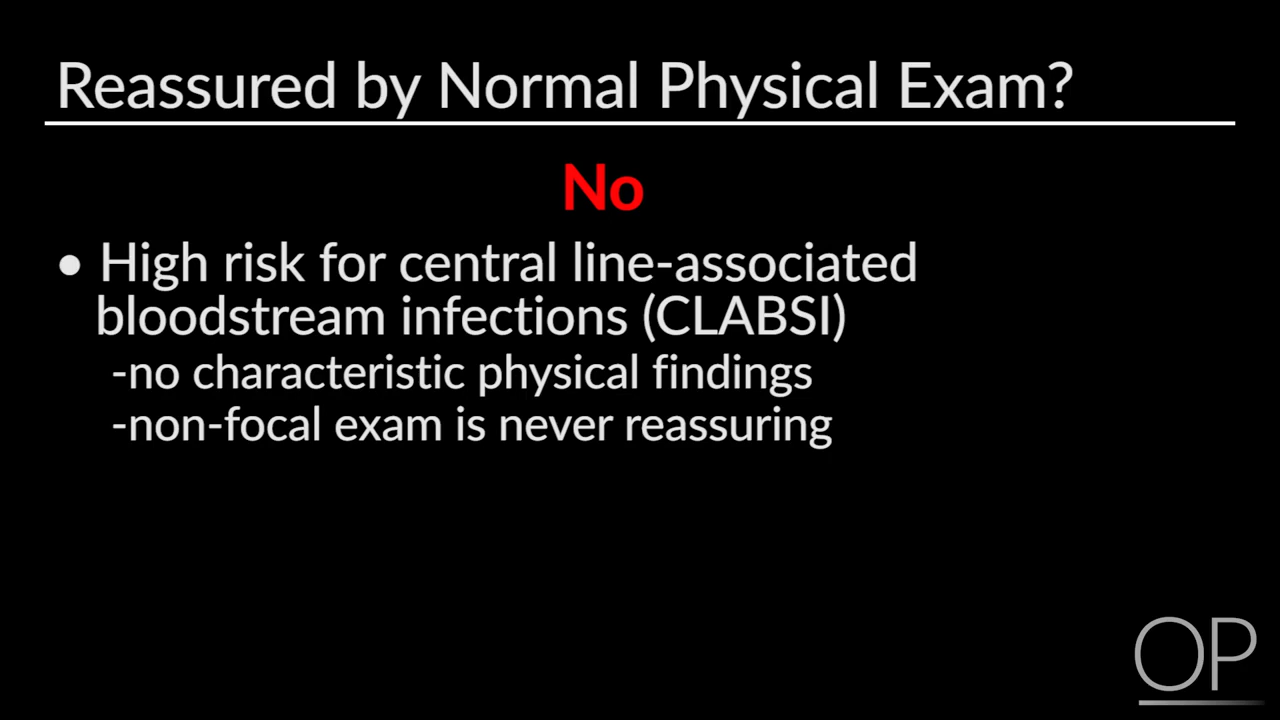 Reassured by Normal Physical Exam?
No
• High risk for central line-associated
bloodstream infections (CLABSI)
-no characteristic physical findings
-non-focal exam is never reassuring
OP